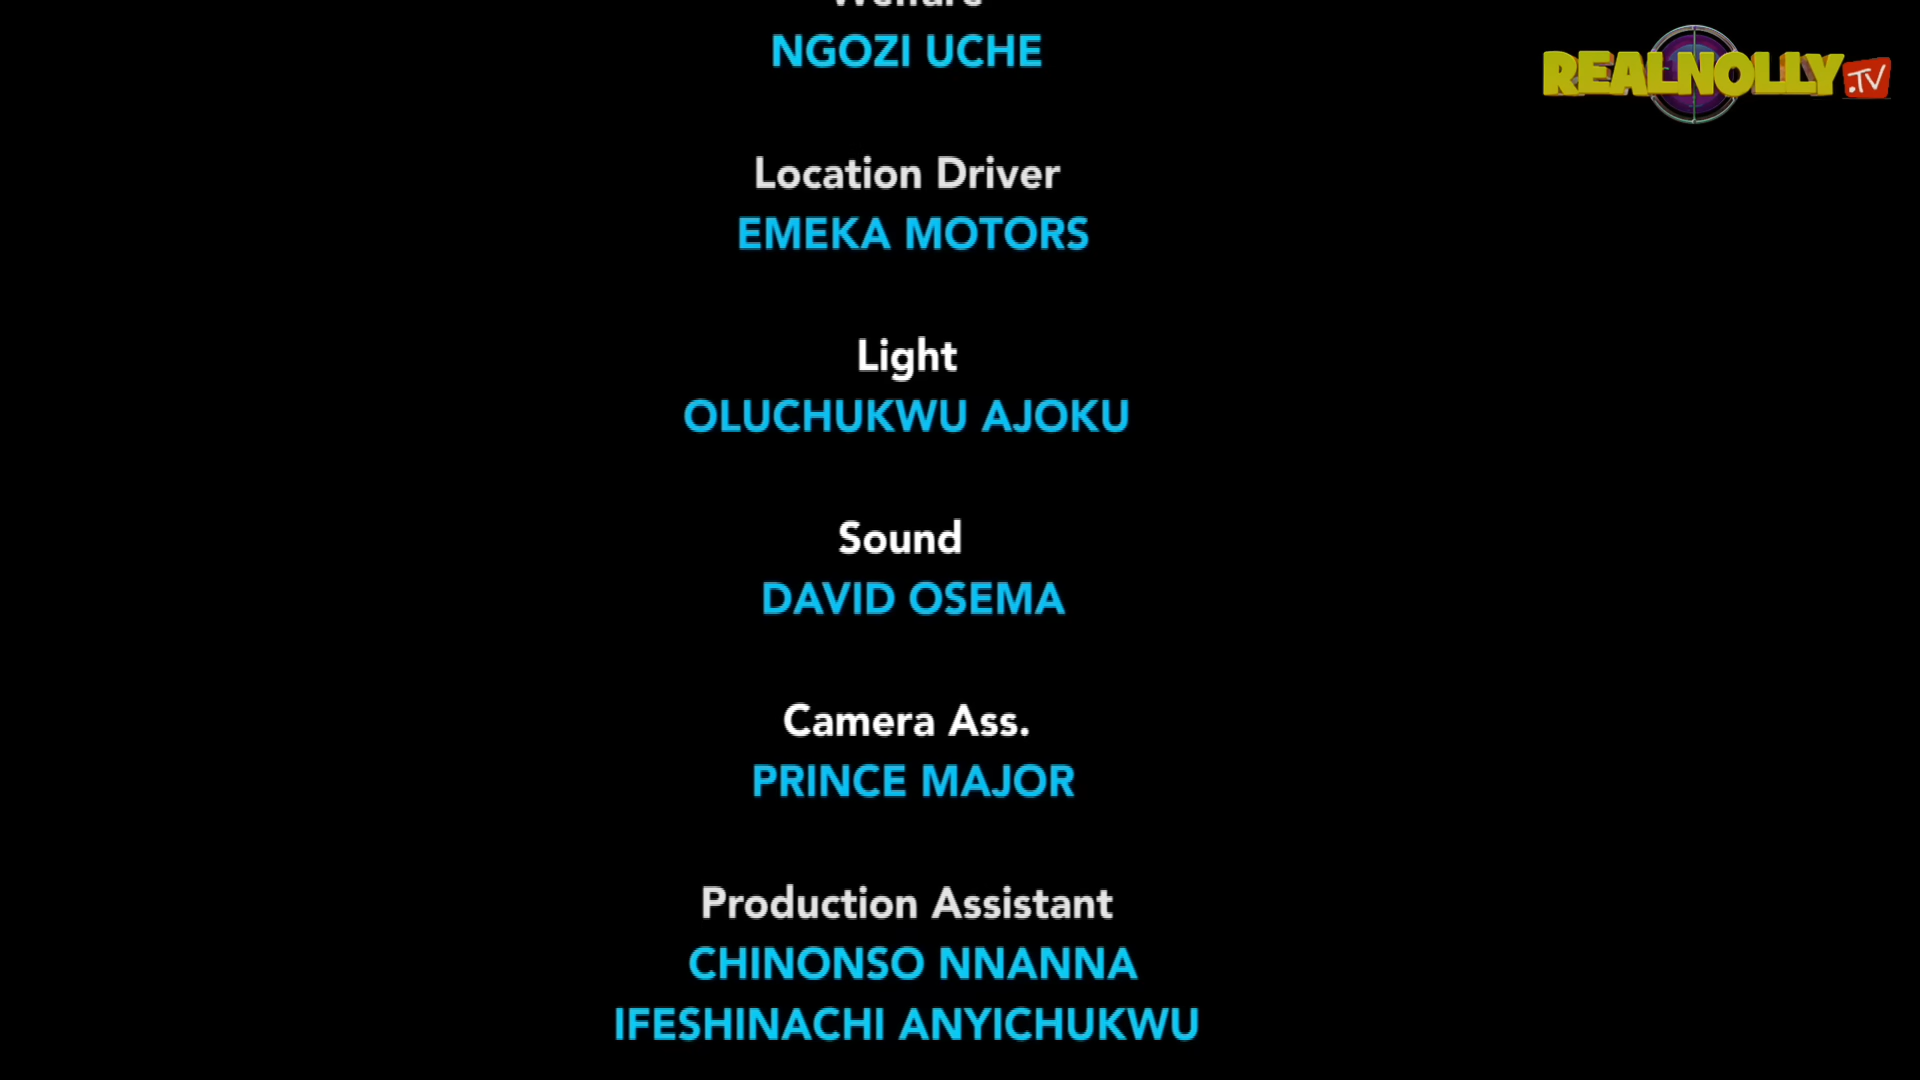 Welfare
NGOZI UCHE
REALNOLLY.TV
Location Driver
EMEKA MOTORS
Light
OLUCHUKWU AJOKU
Sound
DAVID OSEMA
Camera Ass.
PRINCE MAJOR
Production Assistant
CHINONSO NNANNA
IFESHINACHI ANYICHUKWU